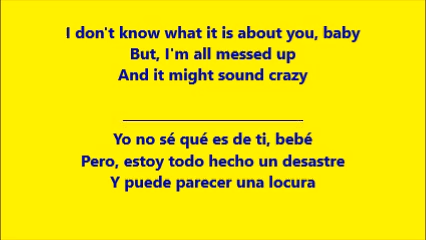 I don't know what it is about you, baby
But, I'm all messed up
And it might sound crazy
Yo no sé qué es de ti, bebé
Pero, estoy todo hecho un desastre
Y puede parecer una locura